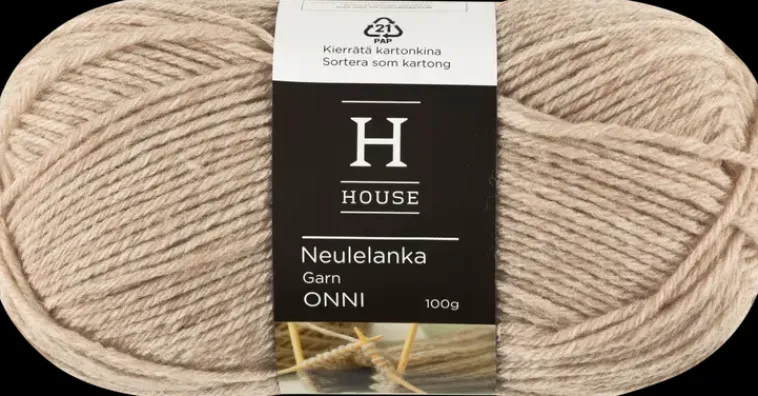 21
PAP
Kierrätä kartonkina
Sortera som kartong
H
HOUSE
Neulelanka
Garn
ONNI 100g